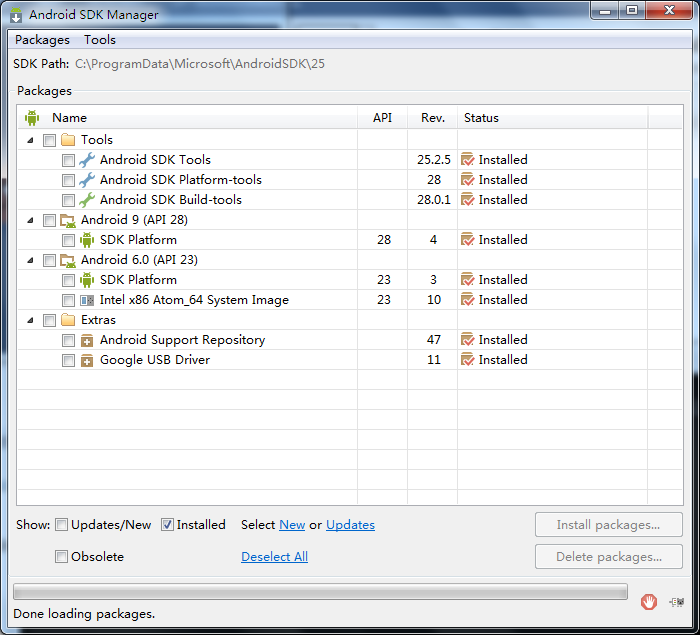 Android SDK Manager
Packages Tools
SDK Path: C:\ProgramData\Microsoft\AndroidSDK\25
Packages
Name API Rev. Status
Tools
Android SDK Tools 25.2.5 Installed
Android SDK Platform-tools 28 Installed
Android SDK Build-tools 28.0.1 Installed
Android 9 (API 28)
SDK Platform 28 4 Installed
Android 6.0 (API 23)
SDK Platform 23 3 Installed
Intel x86 Atom_64 System Image 23 10 Installed
Extras
Android Support Repository 47 Installed
Google USB Driver 11 Installed
Show: Updates/New Installed Select New or Updates Install packages...
Obsolete Deselect All Delete packages...
Done loading packages.